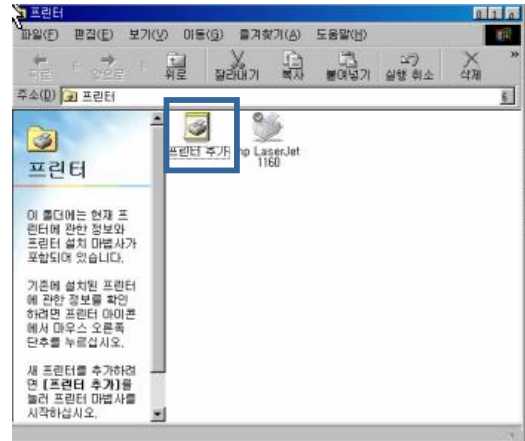 프린터
파일(F) 편집(E) 보기(V) 이동(G) 즐겨찾기(A) 도움말(H)
뒤로 앞으로 위로 잘라내기 복사 붙여넣기 실행 취소 삭제 »
주소(D) 프린터
프린터 추가
hp LaserJet
1160
프린터
이 폴더에는 현재 프
린터에 관한 정보와
프린터 설치 마법사가
포함되어 있습니다.
기존에 설치된 프린터
에 관한 정보를 확인
하려면 프린터 아이콘
에서 마우스 오른쪽
단추를 누르십시오.
새 프린터를 추가하려
면 [프린터 추가]를
눌러 프린터 마법사를
시작하십시오.